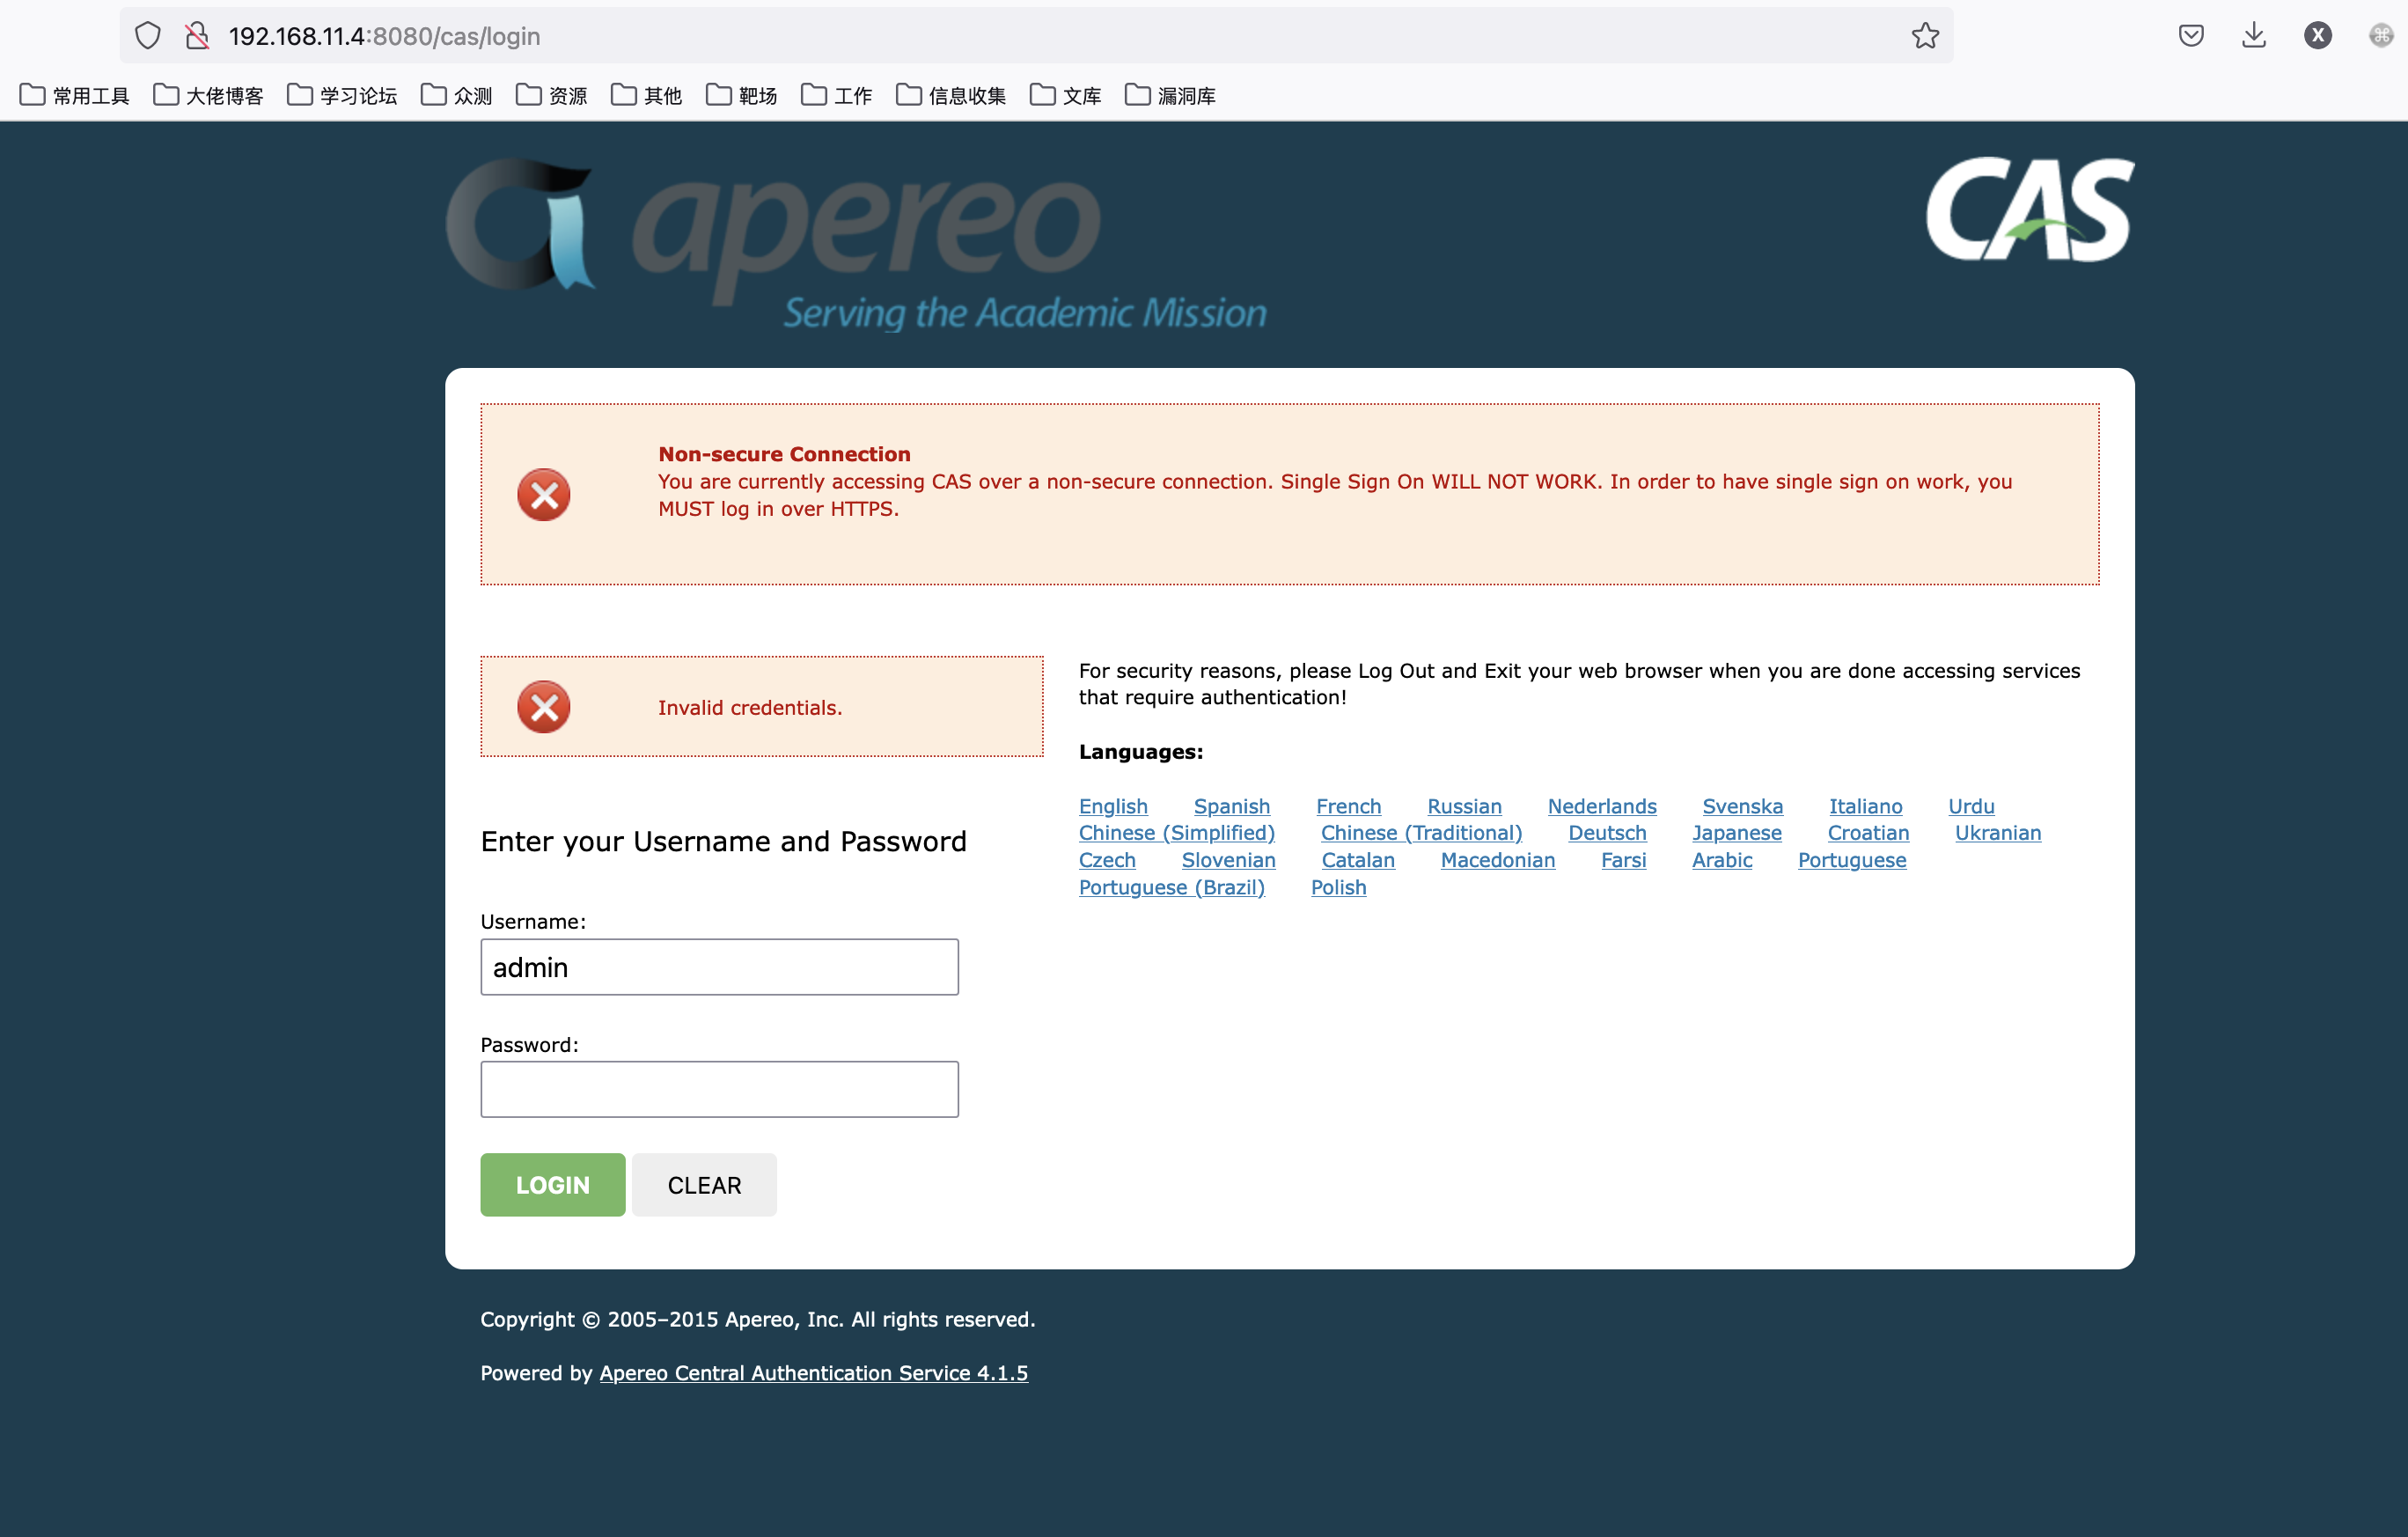 192.168.11.4:8080/cas/login
X
常用工具 大佬博客 学习论坛 众测 资源 其他 靶场 工作 信息收集 文库 漏洞库
apereo
CAS
Serving the Academic Mission
Non-secure Connection
You are currently accessing CAS over a non-secure connection. Single Sign On WILL NOT WORK. In order to have single sign on work, you
MUST log in over HTTPS.
Invalid credentials.
For security reasons, please Log Out and Exit your web browser when you are done accessing services
that require authentication!
Languages:
English Spanish French Russian Nederlands Svenska Italiano Urdu
Chinese (Simplified) Chinese (Traditional) Deutsch Japanese Croatian Ukranian
Czech Slovenian Catalan Macedonian Farsi Arabic Portuguese
Portuguese (Brazil) Polish
Enter your Username and Password
Username:
admin
Password:
LOGIN CLEAR
Copyright © 2005–2015 Apereo, Inc. All rights reserved.
Powered by Apereo Central Authentication Service 4.1.5